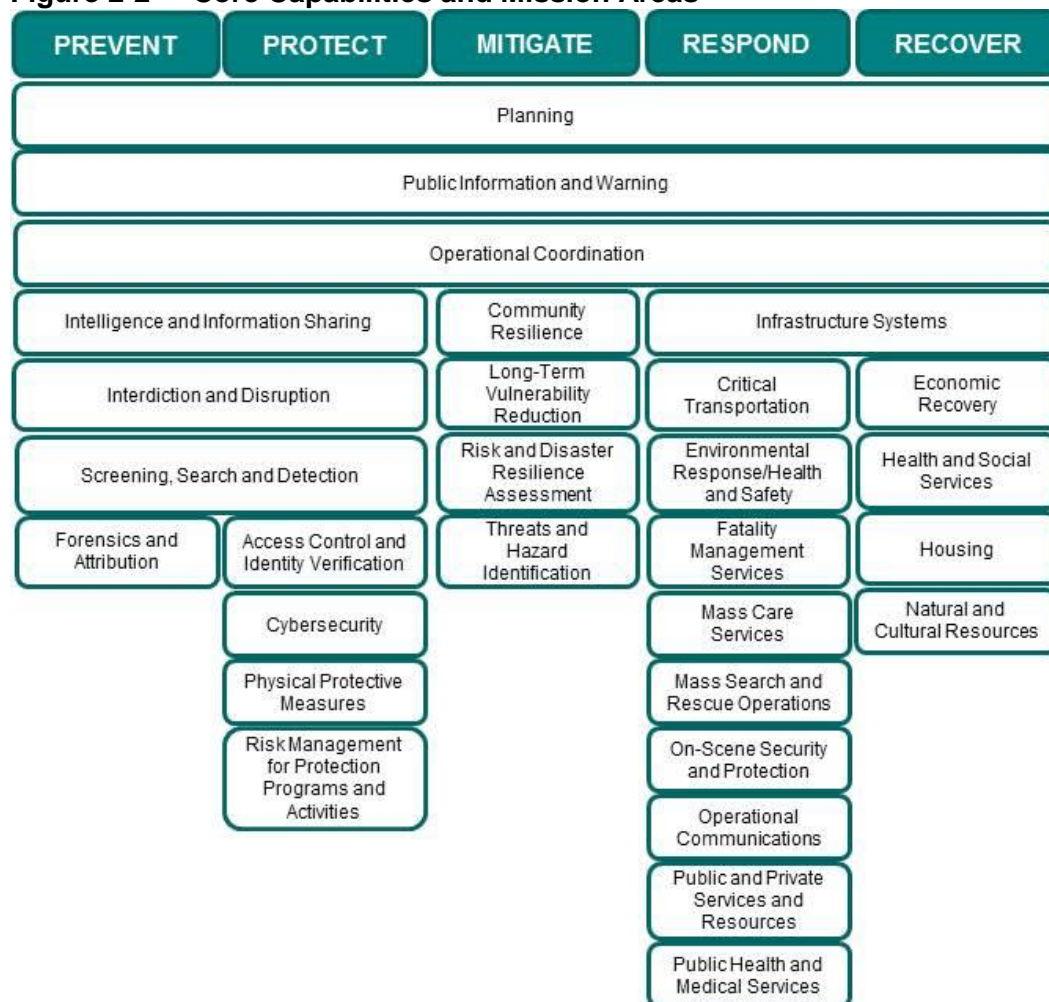 Figure 2-2 Core Capabilities and Mission Areas
PREVENT
PROTECT
MITIGATE
RESPOND
RECOVER
Planning
Public Information and Warning
Operational Coordination
Intelligence and Information Sharing
Community
Resilience
Infrastructure Systems
Interdiction and Disruption
Long-Term
Vulnerability
Reduction
Critical
Transportation
Economic
Recovery
Screening, Search and Detection
Risk and Disaster
Resilience
Assessment
Environmental
Response/Health
and Safety
Health and Social
Services
Forensics and
Attribution
Access Control and
Identity Verification
Threats and
Hazard
Identification
Fatality
Management
Services
Housing
Cybersecurity
Mass Care
Services
Natural and
Cultural Resources
Physical Protective
Measures
Mass Search and
Rescue Operations
Risk Management
for Protection
Programs and
Activities
On-Scene Security
and Protection
Operational
Communications
Public and Private
Services and
Resources
Public Health and
Medical Services